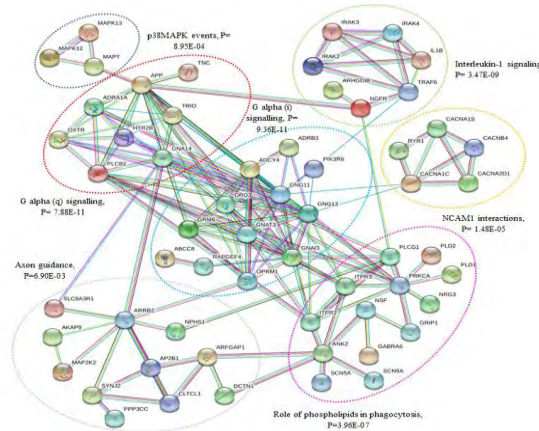 MAPK13
MAPK12
MAPT
p38MAPK events, P=
8.95E-04
TNC
APP
ADRA1A
TRIO
OXTR
HTR2B
GNA14
PLCB2
G alpha (q) signalling,
P= 7.88E-11
IRAK3
IRAK4
IRAK2
IL1B
ARHGDIB
TRAF6
NGFR
Interleukin-1 signaling
P= 3.47E-09
G alpha (i)
signalling, P=
9.36E-11
ADRB3
ADCY4
PIK3R6
GNG11
DRD3
GNG13
GRM6
GNAT3
ABCC8
GNAI3
RAPGEF4
OPRM1
CACNA1S
RYR1
CACNB4
CACNA1C
CACNA2D1
NCAM1 interactions,
P= 1.48E-05
PLCG1
PLD2
PLD1
ITPR3
PRKCA
NRG3
ITPR1
NSF
GRIP1
ANK2
GABRA6
SCN5A
SCN9A
Role of phospholipids in phagocytosis,
P=3.96E-07
Axon guidance,
P=6.90E-03
SLC9A3R1
ARRB2
NPHS1
AKAP9
MAP2K2
AP2B1
ARFGAP1
SYNJ2
CLTCL1
DCTN1
PPP3CC